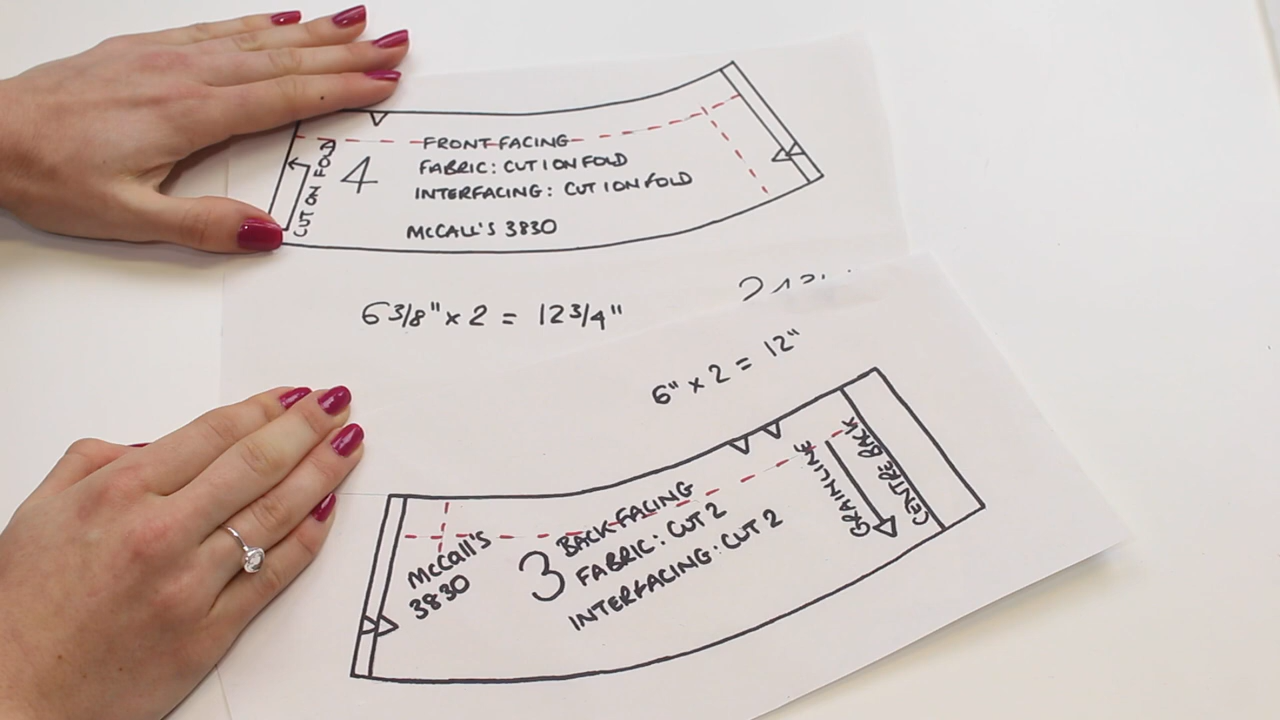 CUT ON FOLD
4
FRONT FACING
FABRIC: CUT 1 ON FOLD
INTERFACING: CUT 1 ON FOLD
McCALL'S 3830
6 3/8" x 2 = 12 3/4"
6" x 2 = 12"
McCall's
3830
3
BACK FACING
FABRIC: CUT 2
INTERFACING: CUT 2
GRAINLINE
CENTRE BACK